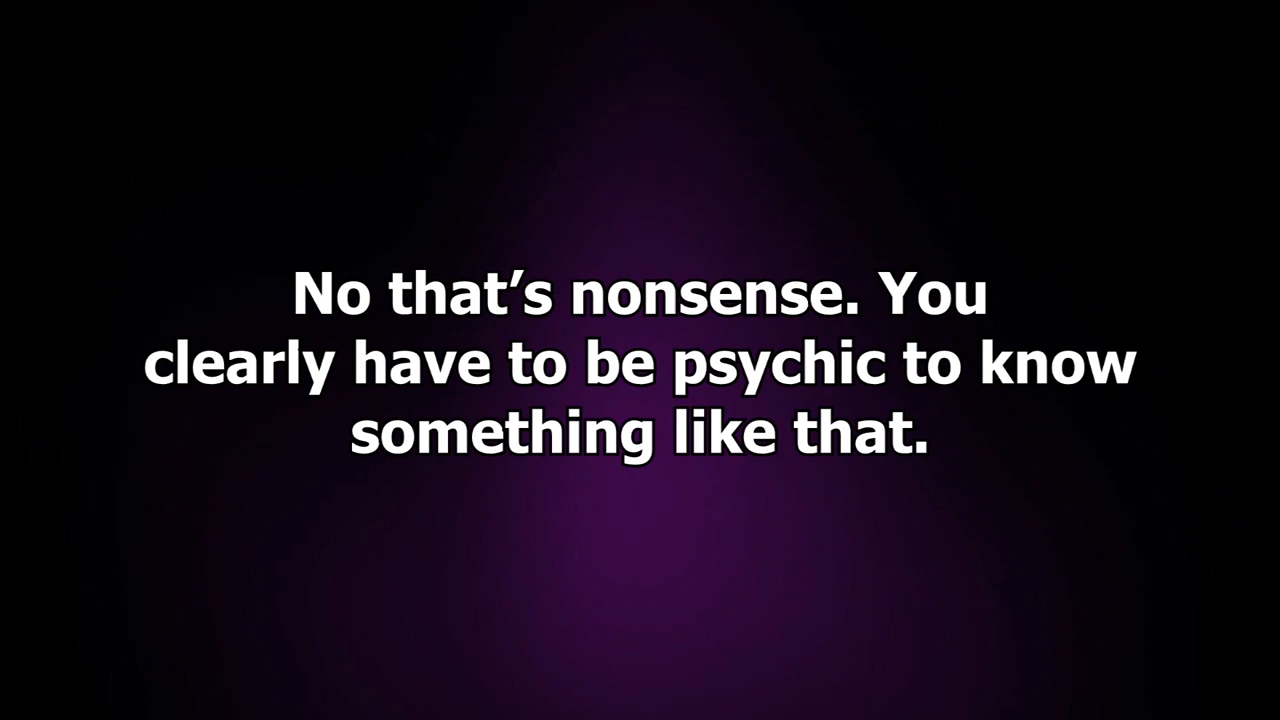 No that’s nonsense. You
clearly have to be psychic to know
something like that.